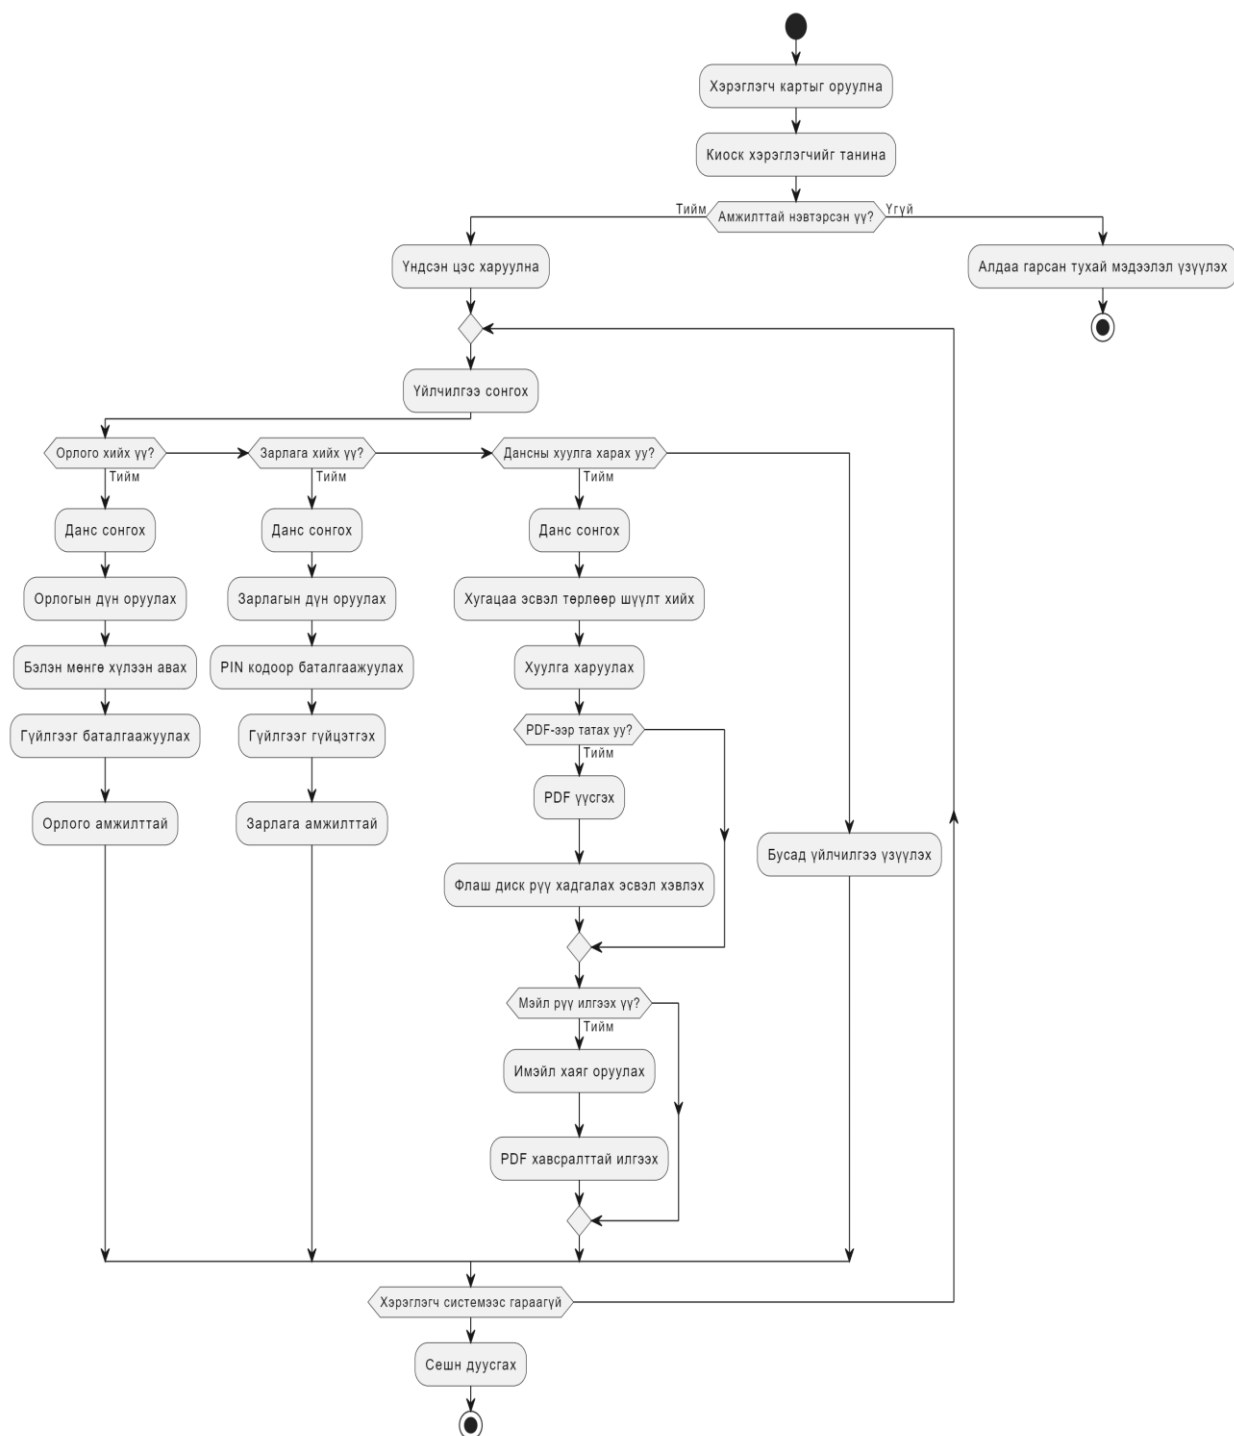 Хэрэглэгч картыг оруулна
Киоск хэрэглэгчийг танина
Тийм
Амжилттай нэвтэрсэн үү?
Үгүй
Үндсэн цэс харуулна
Алдаа гарсан тухай мэдээлэл үзүүлэх
Үйлчилгээ сонгох
Орлого хийх үү?
Зарлага хийх үү?
Дансны хуулга харах уу?
Тийм
Тийм
Тийм
Данс сонгох
Данс сонгох
Данс сонгох
Орлогын дүн оруулах
Зарлагын дүн оруулах
Хугацаа эсвэл төрлөөр шүүлт хийх
Бэлэн мөнгө хүлээн авах
PIN кодоор баталгаажуулах
Хуулга харуулах
Гүйлгээг баталгаажуулах
Гүйлгээг гүйцэтгэх
PDF-ээр татах уу?
Тийм
PDF үүсгэх
Орлого амжилттай
Зарлага амжилттай
Бусад үйлчилгээ үзүүлэх
Флаш диск рүү хадгалах эсвэл хэвлэх
Мэйл рүү илгээх үү?
Тийм
Имэйл хаяг оруулах
PDF хавсралттай илгээх
Хэрэглэгч системээс гараагүй
Сешн дуусгах